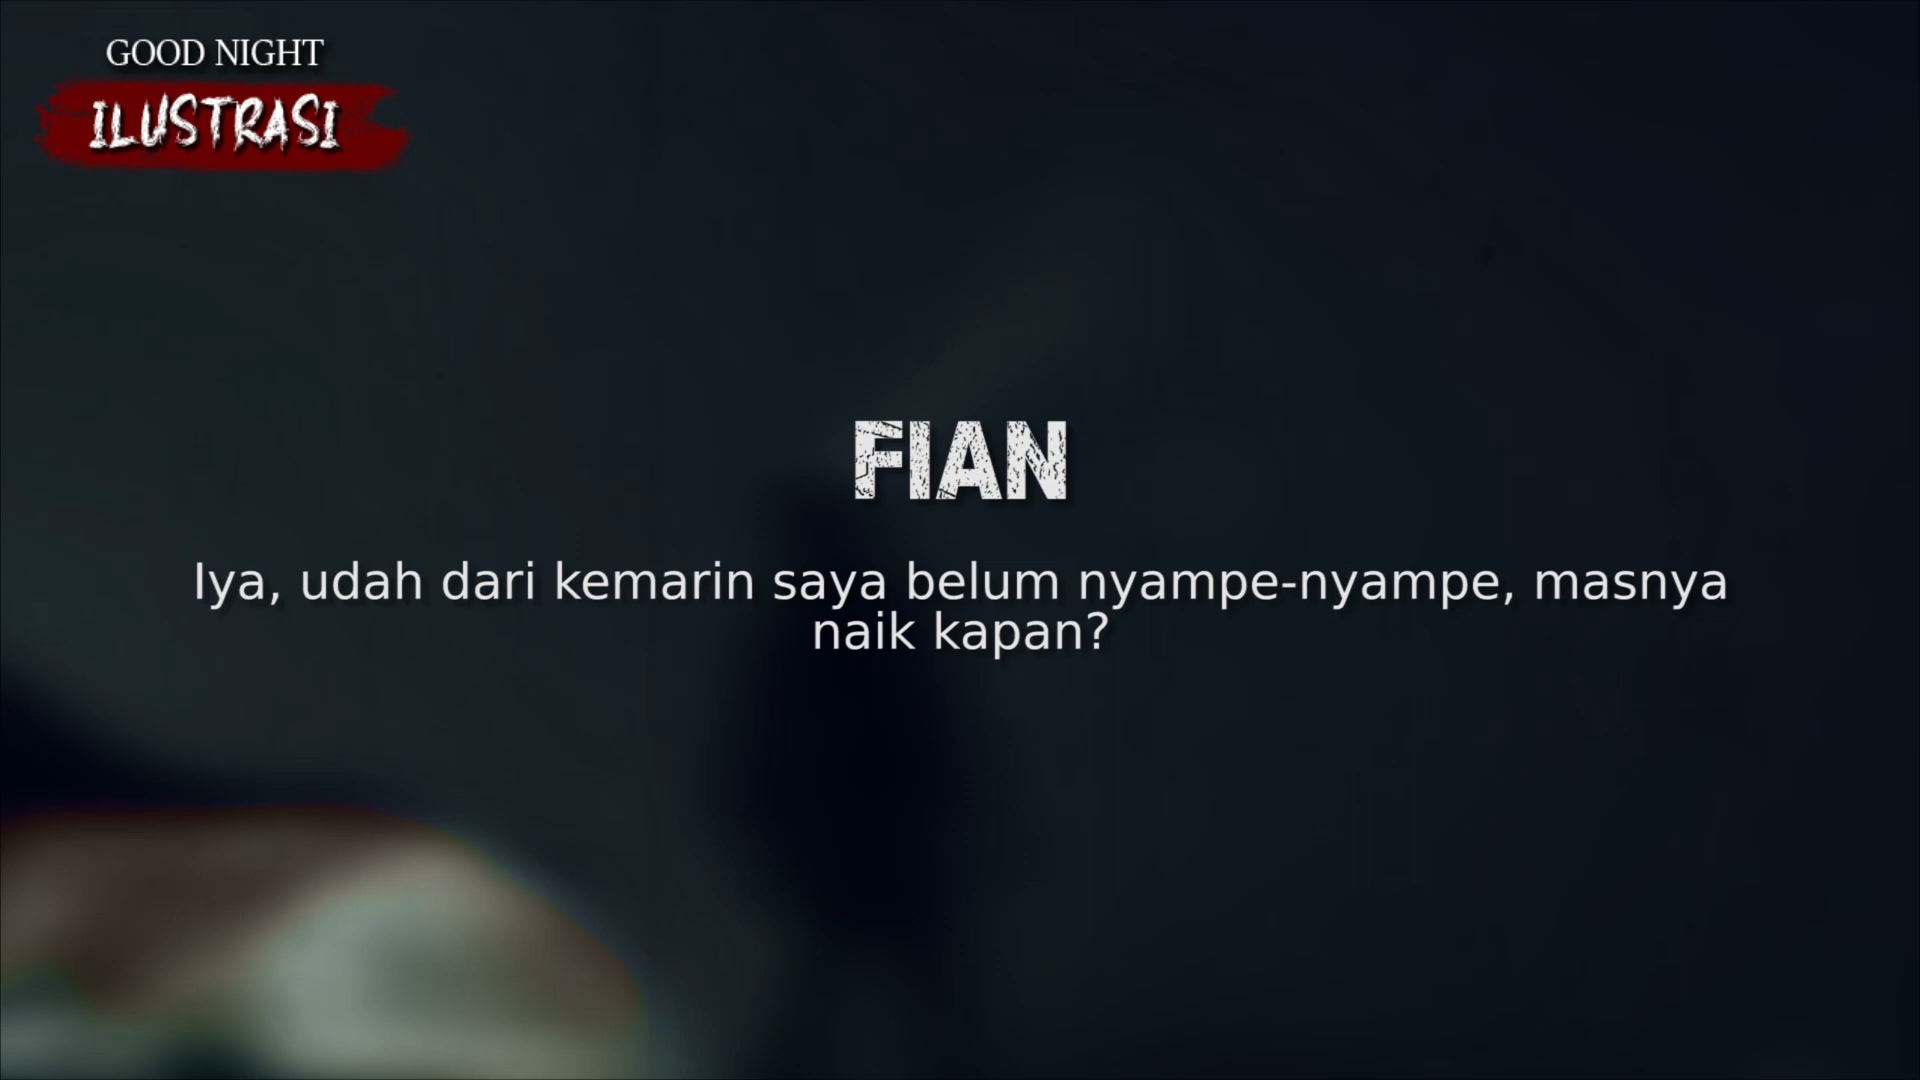 GOOD NIGHT
ILUSTRASI
FIAN
Iya, udah dari kemarin saya belum nyampe-nyampe, masnya
naik kapan?